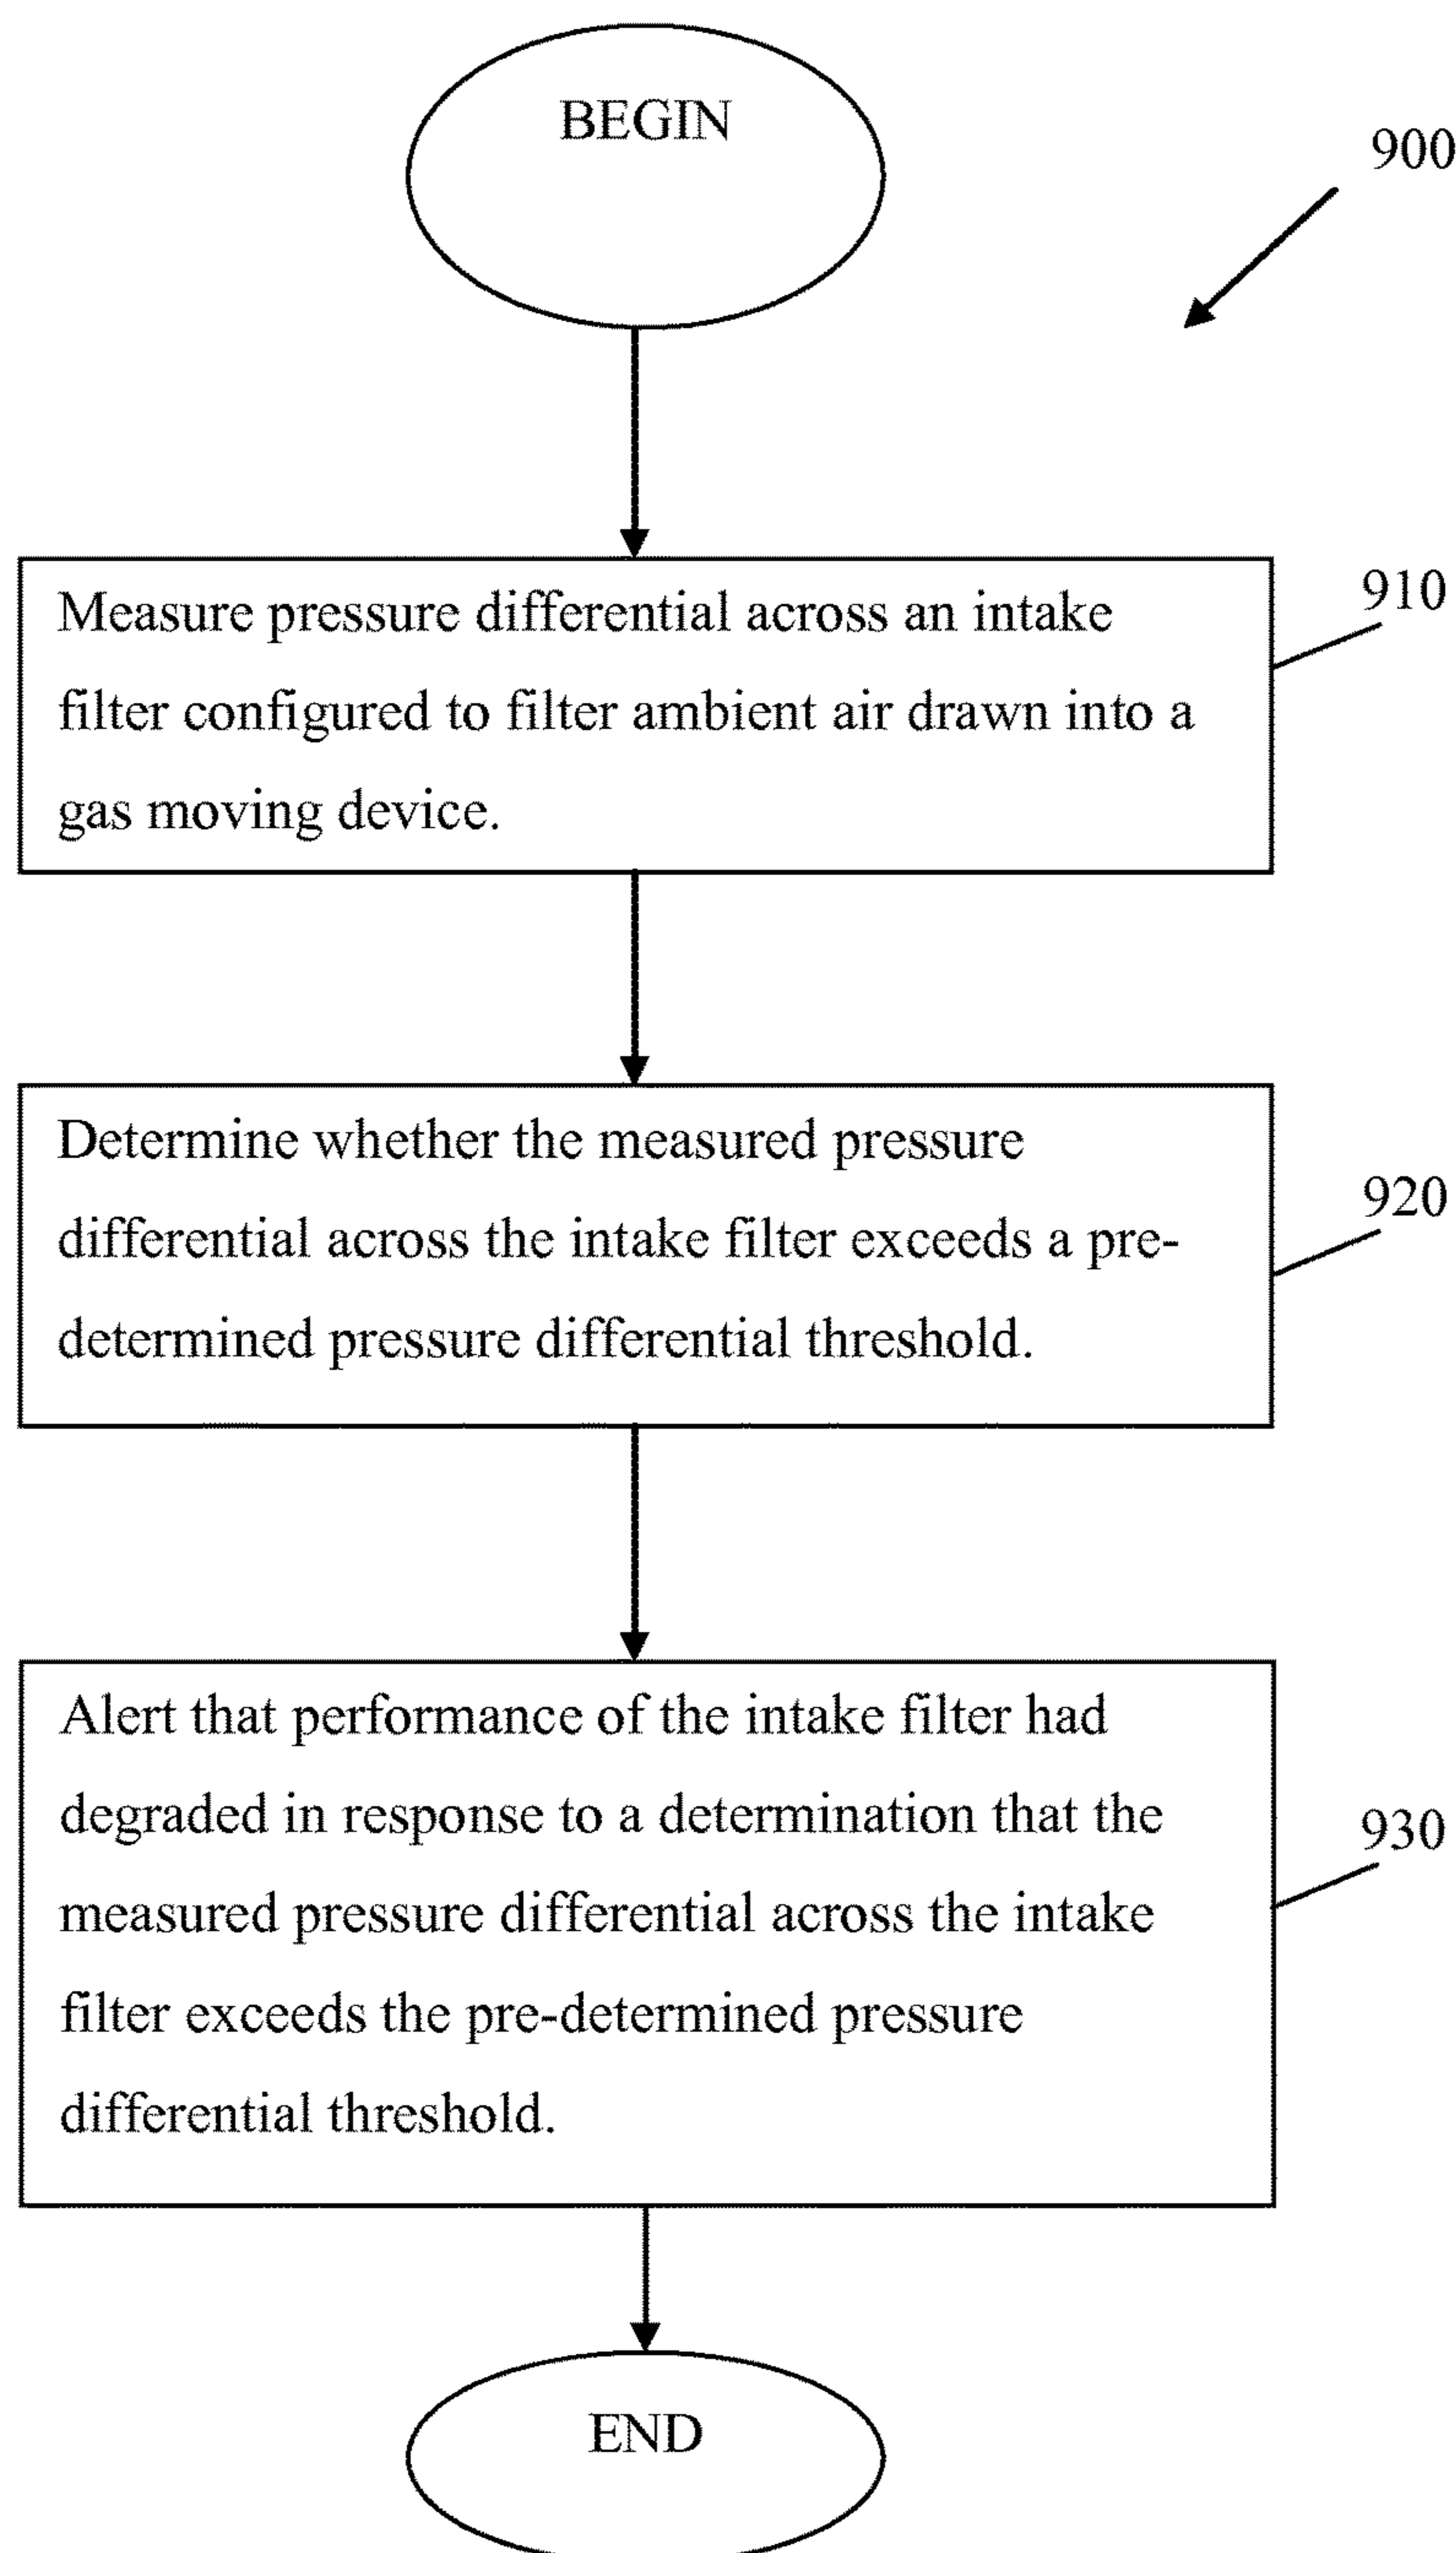 BEGIN
900
Measure pressure differential across an intake
filter configured to filter ambient air drawn into a
gas moving device.
910
Determine whether the measured pressure
differential across the intake filter exceeds a pre-
determined pressure differential threshold.
920
Alert that performance of the intake filter had
degraded in response to a determination that the
measured pressure differential across the intake
filter exceeds the pre-determined pressure
differential threshold.
930
END